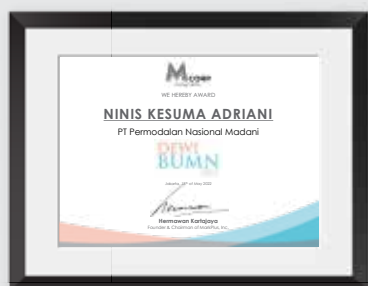 WE HEREBY AWARD
NINIS KESUMA ADRIANI
PT Permodalan Nasional Madani
DEWI
BUMN
Hermawan Kartajaya
Founder & Chairman of MarkPlus, Inc.